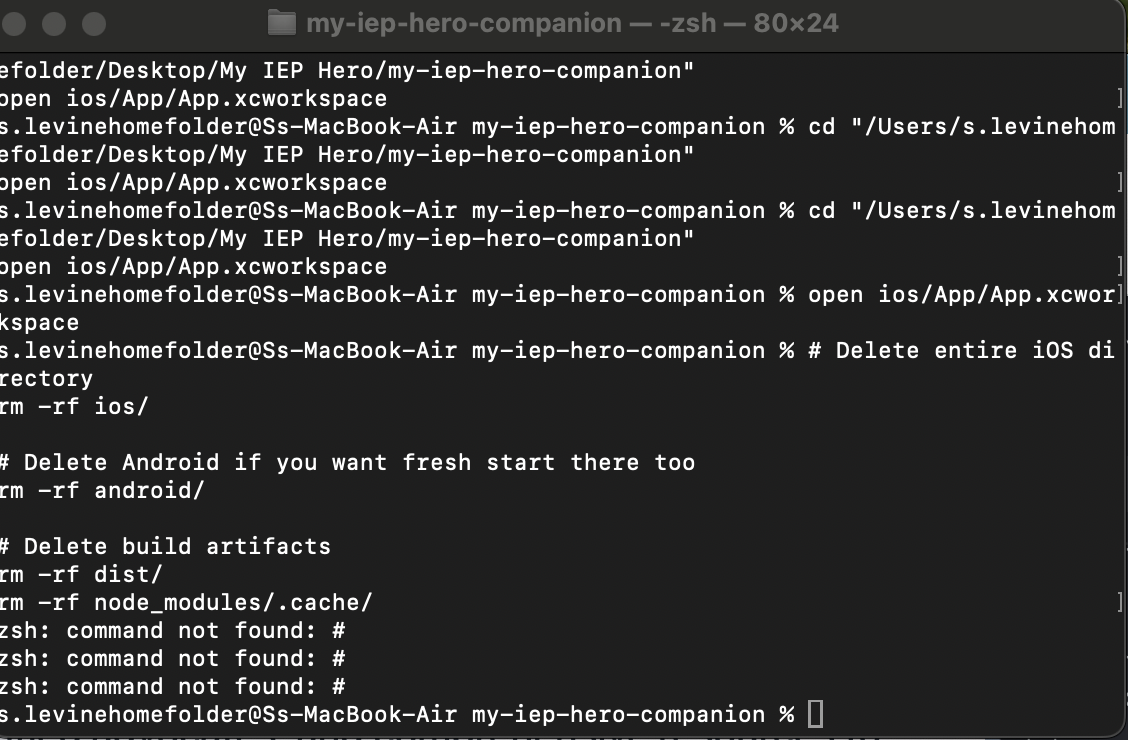 my-iep-hero-companion — -zsh — 80×24
efolder/Desktop/My IEP Hero/my-iep-hero-companion"
open ios/App/App.xcworkspace ]
s.levinehomefolder@Ss-MacBook-Air my-iep-hero-companion % cd "/Users/s.levinehom
efolder/Desktop/My IEP Hero/my-iep-hero-companion"
open ios/App/App.xcworkspace ]
s.levinehomefolder@Ss-MacBook-Air my-iep-hero-companion % cd "/Users/s.levinehom
efolder/Desktop/My IEP Hero/my-iep-hero-companion"
open ios/App/App.xcworkspace ]
s.levinehomefolder@Ss-MacBook-Air my-iep-hero-companion % open ios/App/App.xcwor]
kspace
s.levinehomefolder@Ss-MacBook-Air my-iep-hero-companion % # Delete entire iOS di
rectory
rm -rf ios/
# Delete Android if you want fresh start there too
rm -rf android/
# Delete build artifacts
rm -rf dist/
rm -rf node_modules/.cache/ ]
zsh: command not found: #
zsh: command not found: #
zsh: command not found: #
s.levinehomefolder@Ss-MacBook-Air my-iep-hero-companion %